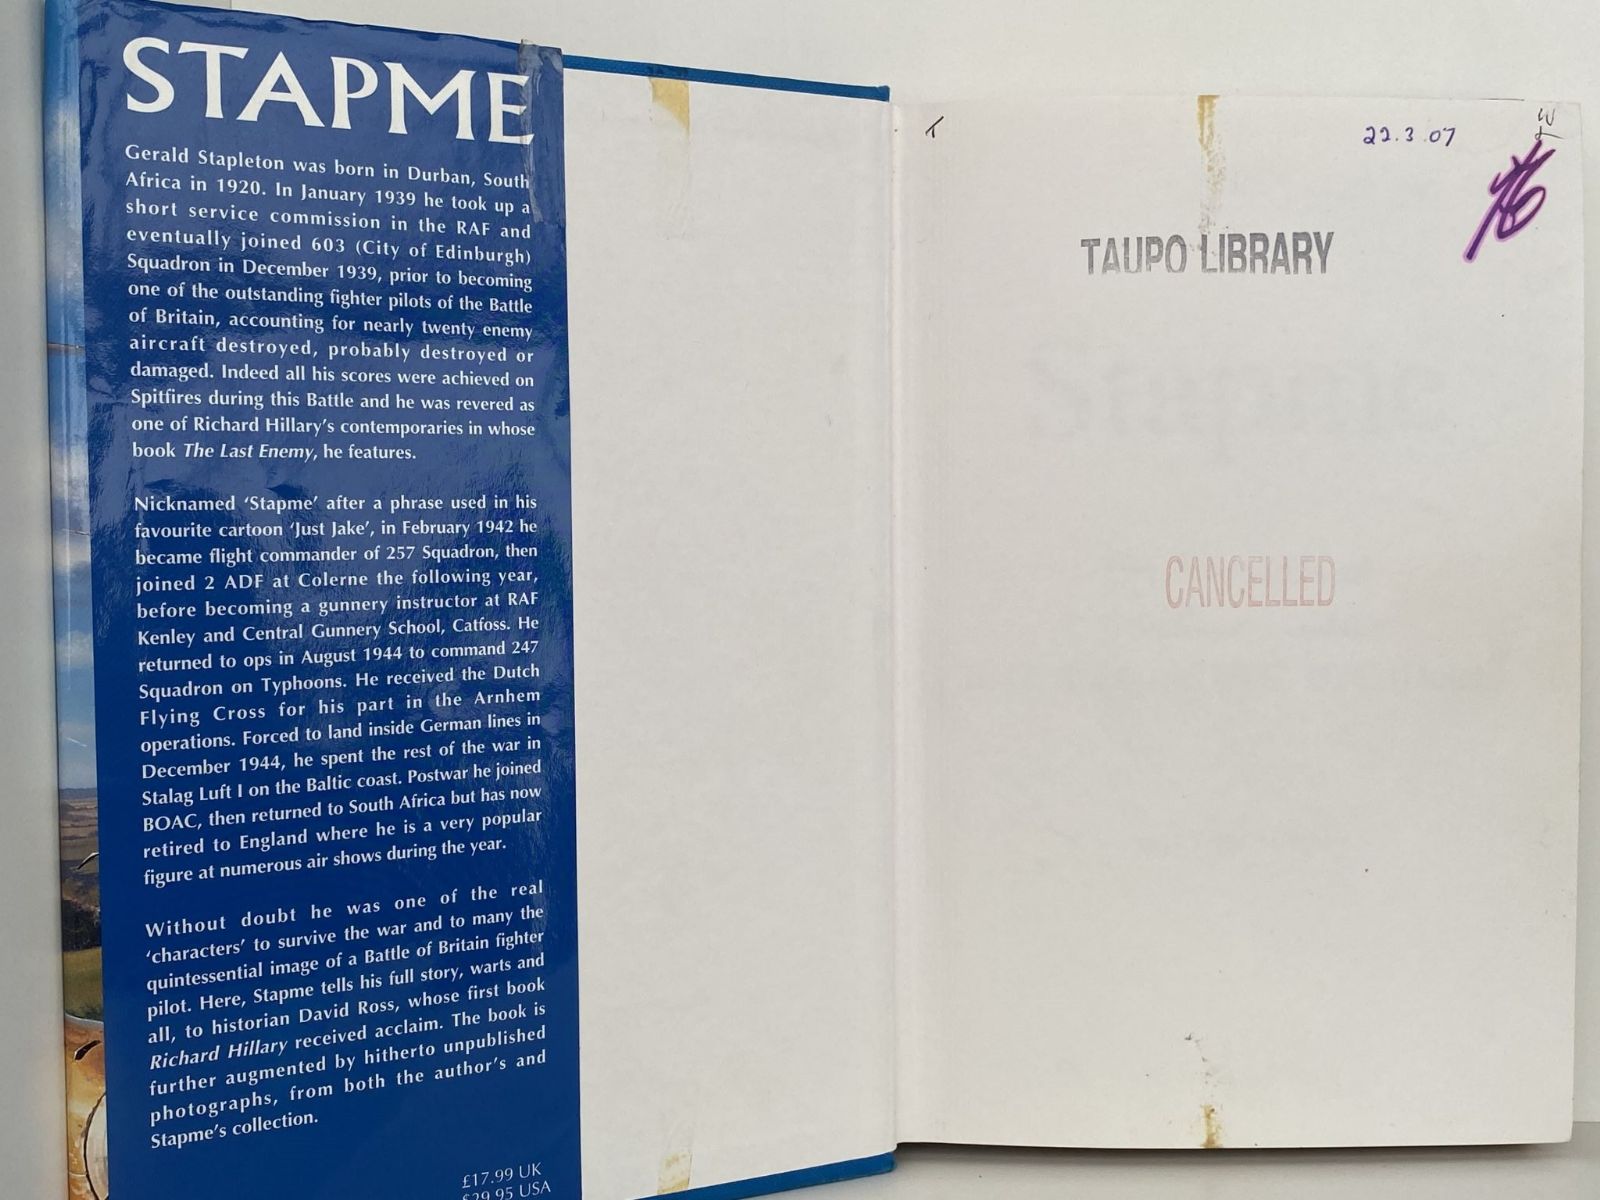 STAPME
Gerald Stapleton was born in Durban, South
Africa in 1920. In January 1939 he took up a
short service commission in the RAF and
eventually joined 603 (City of Edinburgh)
Squadron in December 1939, prior to becoming
one of the outstanding fighter pilots of the Battle
of Britain, accounting for nearly twenty enemy
aircraft destroyed, probably destroyed or
damaged. Indeed all his scores were achieved on
Spitfires during this Battle and he was revered as
one of Richard Hillary's contemporaries in whose
book The Last Enemy, he features.
Nicknamed 'Stapme' after a phrase used in his
favourite cartoon 'Just Jake', in February 1942 he
became flight commander of 257 Squadron, then
joined 2 ADF at Colerne the following year,
before becoming a gunnery instructor at RAF
Kenley and Central Gunnery School, Catfoss. He
returned to ops in August 1944 to command 247
Squadron on Typhoons. He received the Dutch
Flying Cross for his part in the Arnhem
operations. Forced to land inside German lines in
December 1944, he spent the rest of the war in
Stalag Luft I on the Baltic coast. Postwar he joined
BOAC, then returned to South Africa but has now
retired to England where he is a very popular
figure at numerous air shows during the year.
Without doubt he was one of the real
'characters' to survive the war and to many the
quintessential image of a Battle of Britain fighter
pilot. Here, Stapme tells his full story, warts and
all, to historian David Ross, whose first book
Richard Hillary received acclaim. The book is
further augmented by hitherto unpublished
photographs, from both the author's and
Stapme's collection.
£17.99 UK
$29.95 USA
22.3.07
TAUPO LIBRARY
CANCELLED